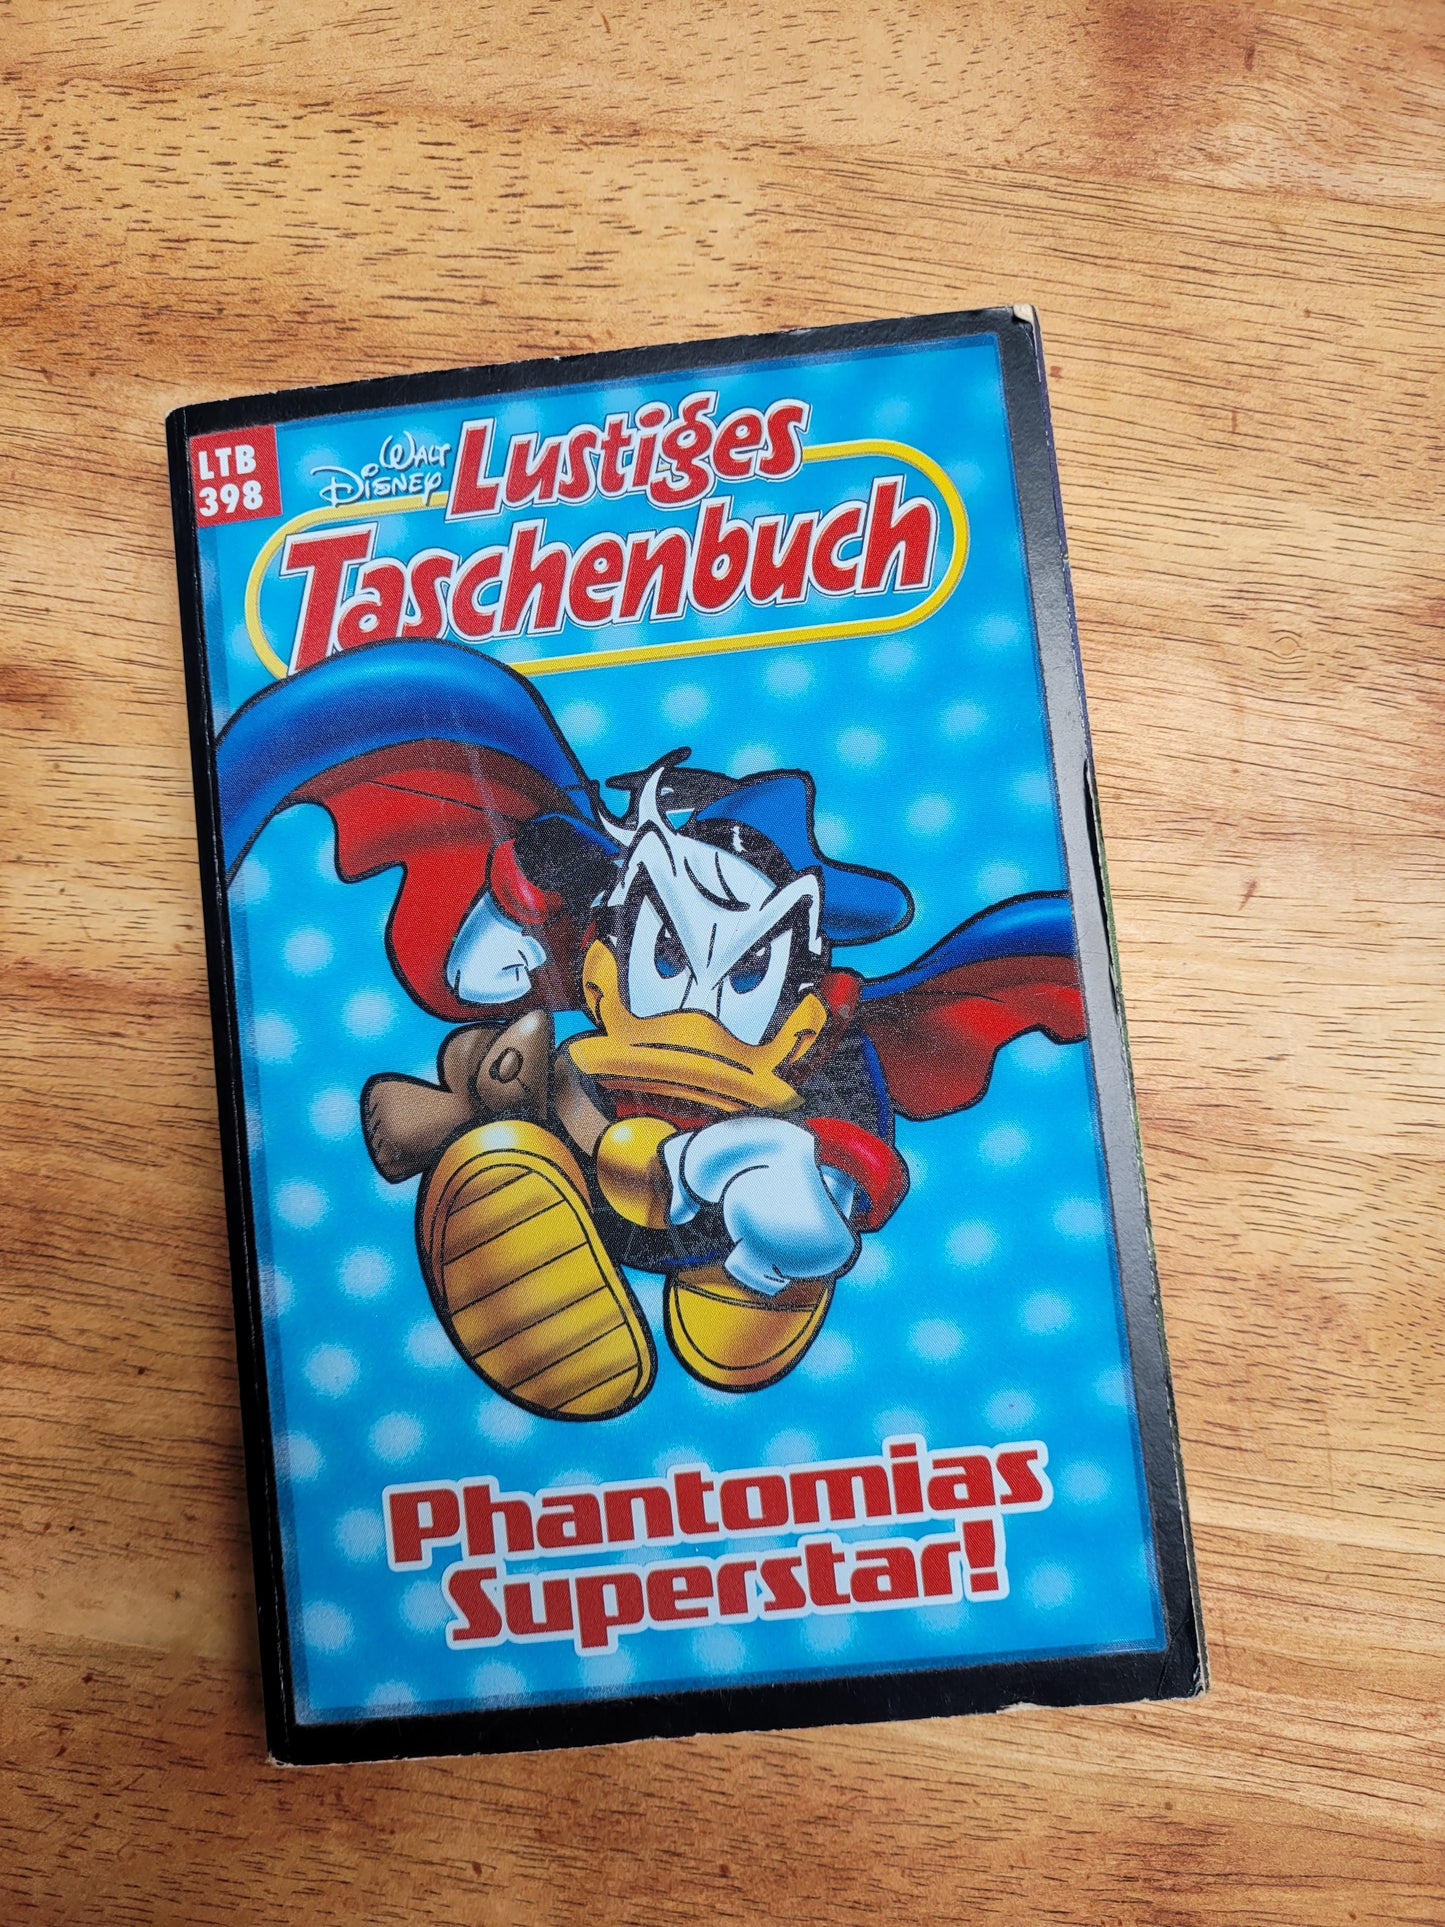 LTB
398
Walt
Disney
Lustiges
Taschenbuch
Phantomias
Superstar!